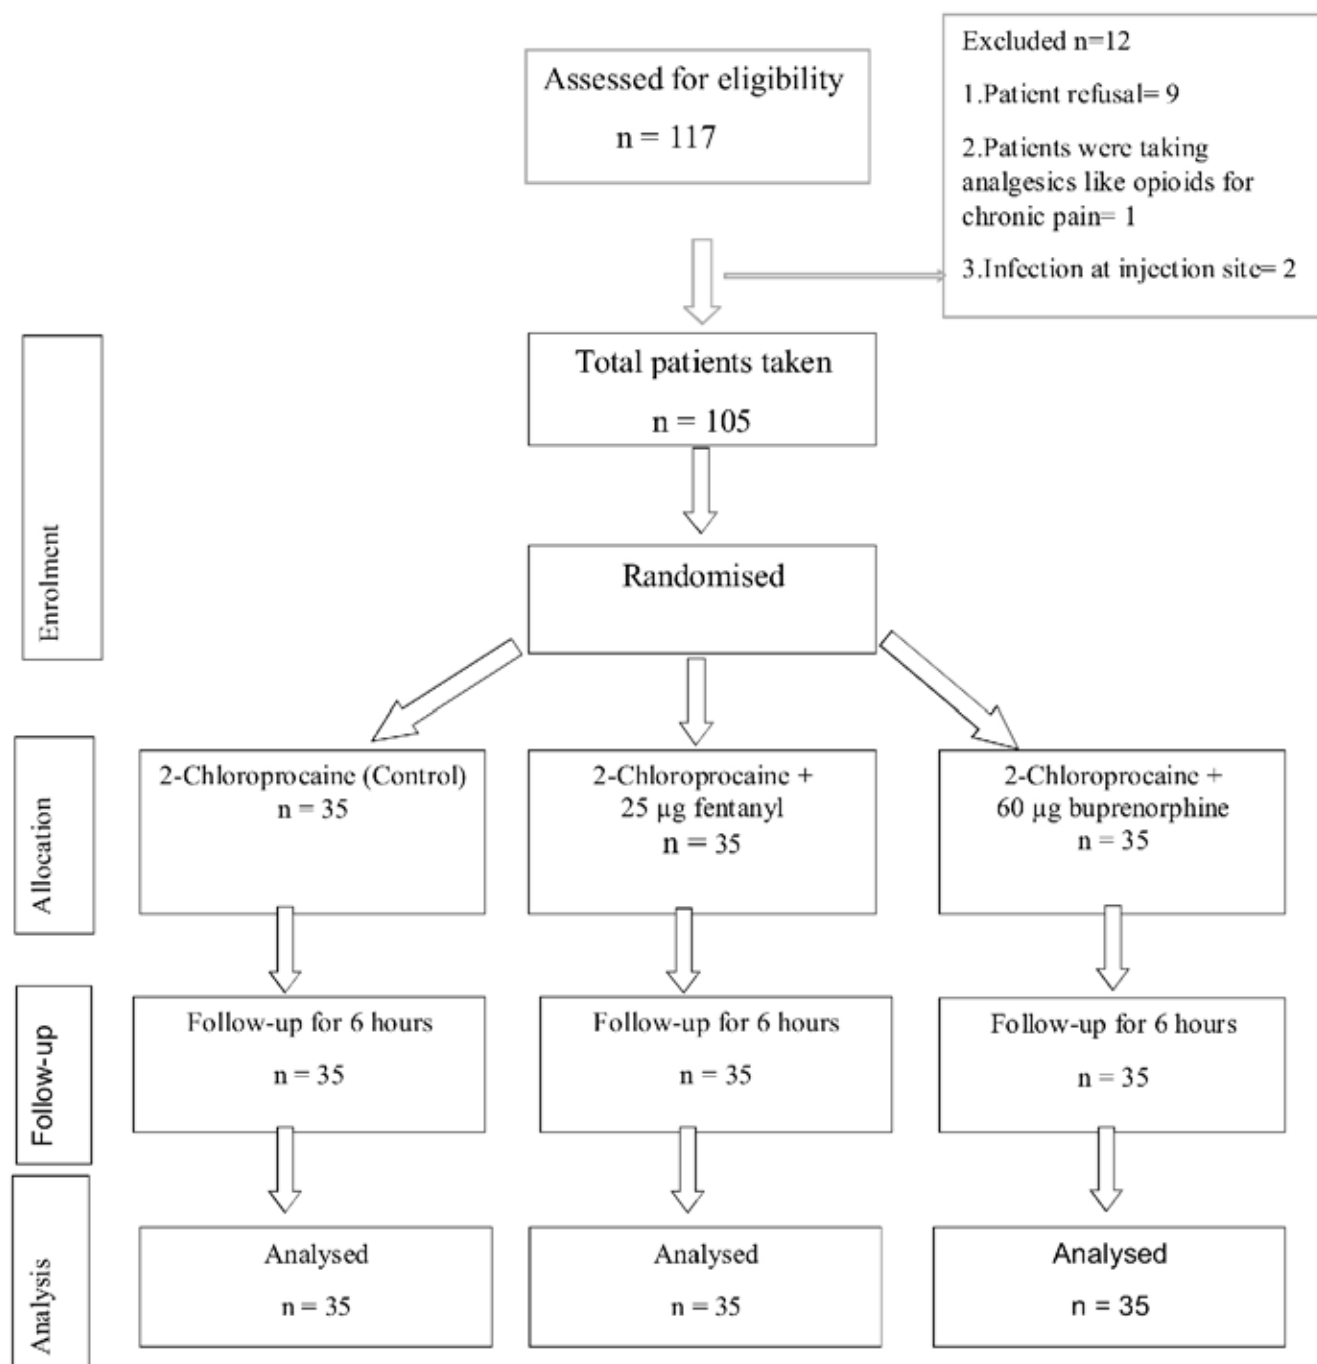 Assessed for eligibility
n = 117
Excluded n=12
1.Patient refusal= 9
2.Patients were taking
analgesics like opioids for
chronic pain= 1
3.Infection at injection site= 2
Enrolment
Total patients taken
n = 105
Randomised
Allocation
2-Chloroprocaine (Control)
n = 35
2-Chloroprocaine +
25 µg fentanyl
n = 35
2-Chloroprocaine +
60 µg buprenorphine
n = 35
Follow-up
Follow-up for 6 hours
n = 35
Follow-up for 6 hours
n = 35
Follow-up for 6 hours
n = 35
Analysis
Analysed
n = 35
Analysed
n = 35
Analysed
n = 35